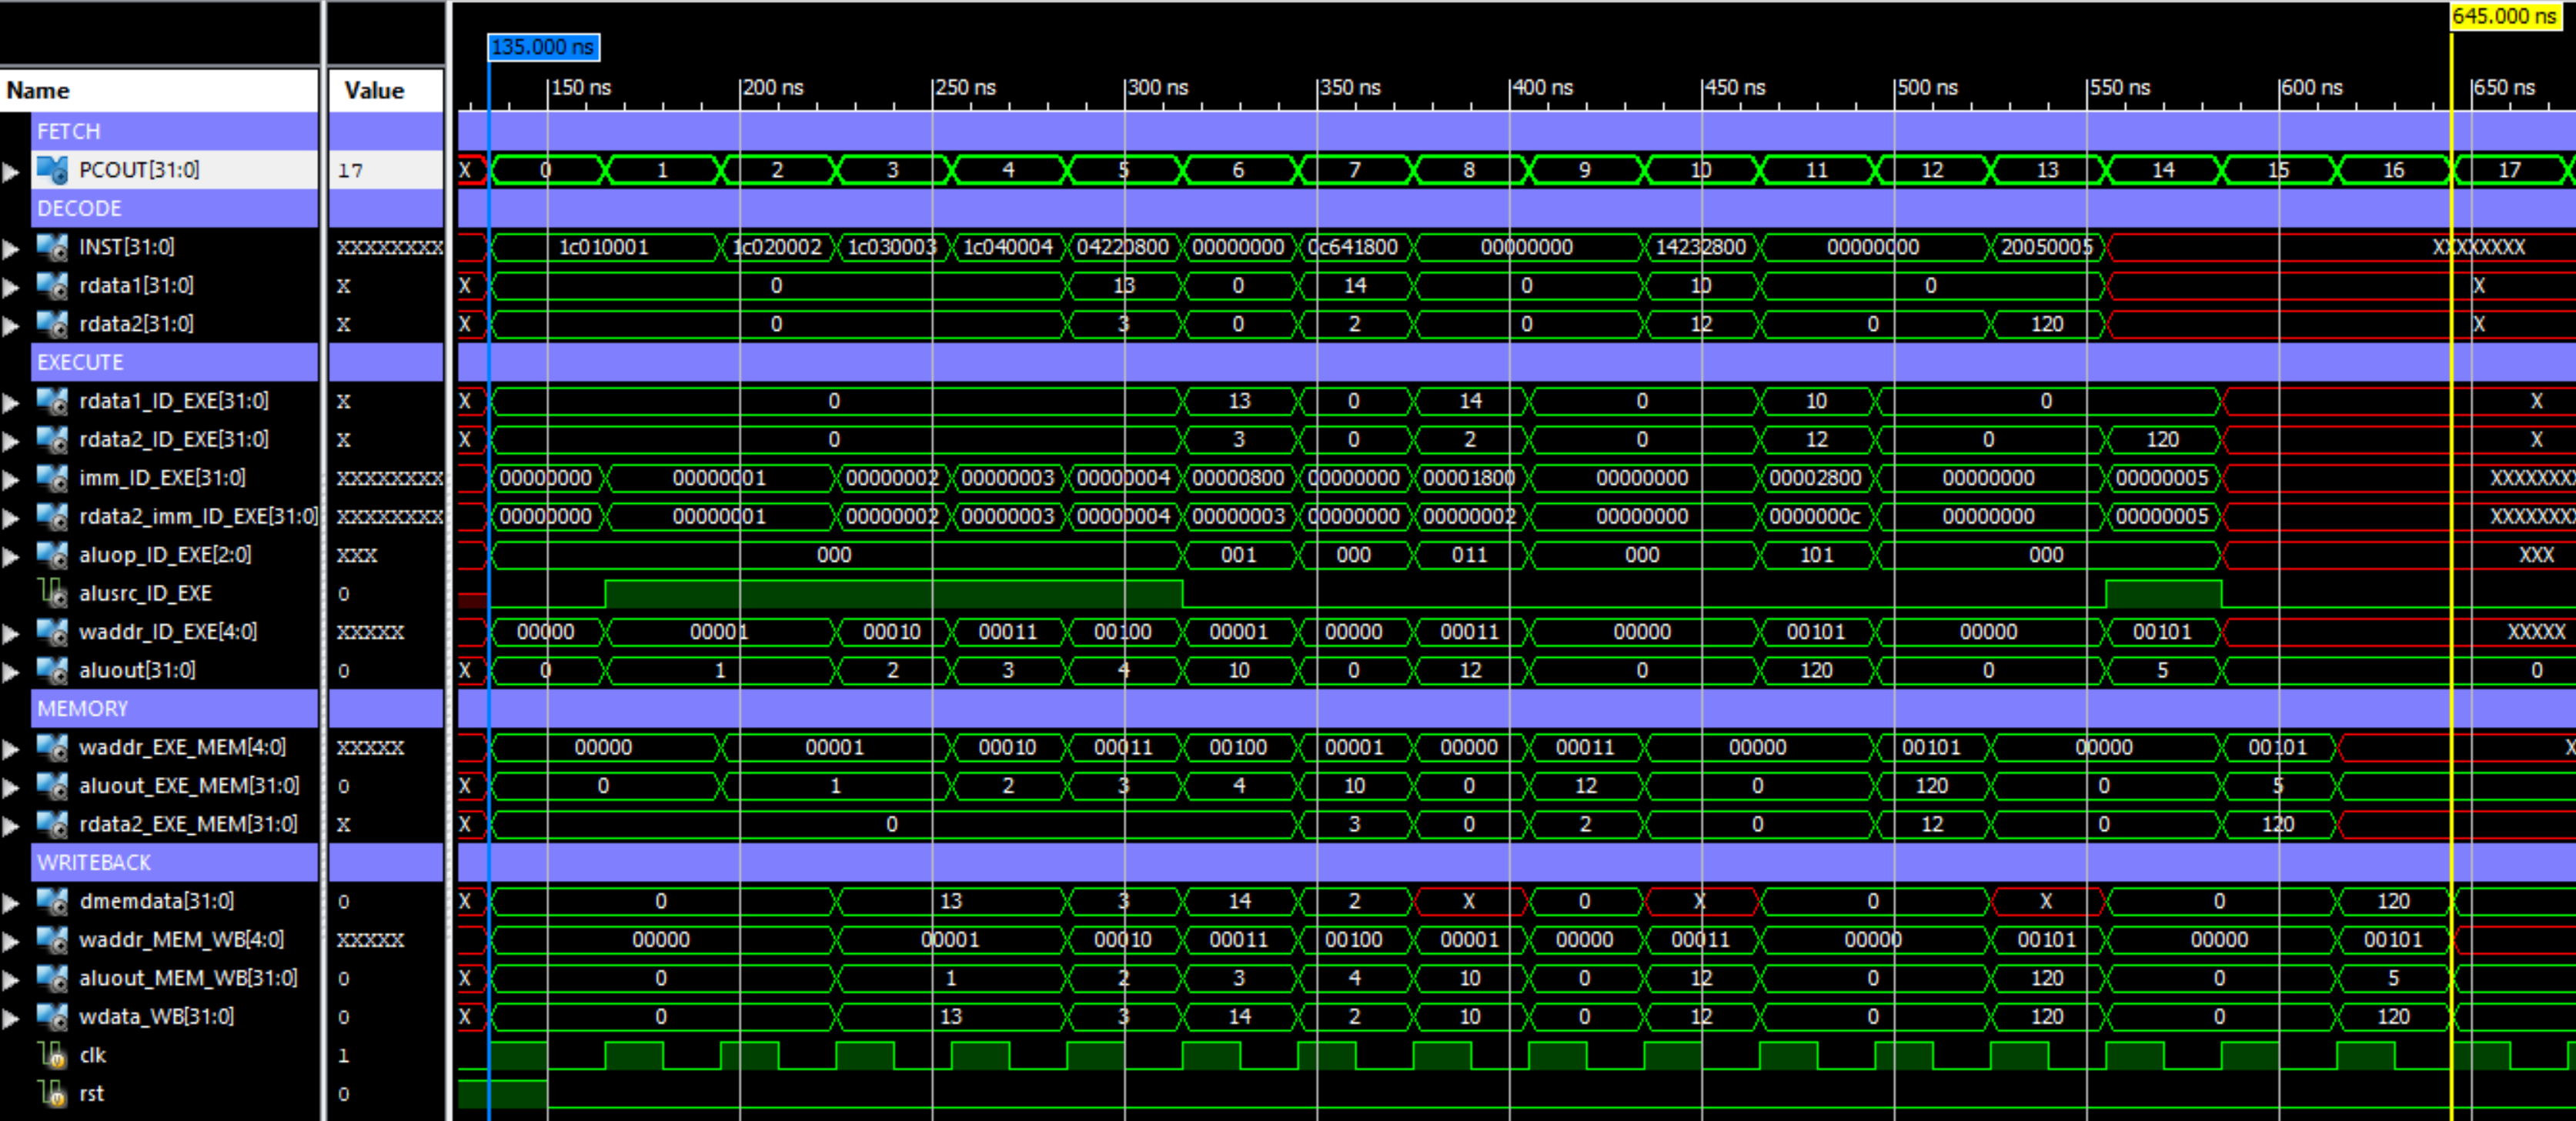 645.000 ns
135.000 ns
Name Value 150 ns 200 ns 250 ns 300 ns 350 ns 400 ns 450 ns 500 ns 550 ns 600 ns 650 ns
FETCH
PCOUT[31:0] 17 X 0 1 2 3 4 5 6 7 8 9 10 11 12 13 14 15 16 17
DECODE
INST[31:0] XXXXXXXX 1c010001 1c020002 1c030003 1c040004 04220800 00000000 0c641800 00000000 14232800 00000000 20050005 XXXXXXXX
rdata1[31:0] X X 0 13 0 14 0 10 0 X
rdata2[31:0] X X 0 3 0 2 0 12 0 120 X
EXECUTE
rdata1_ID_EXE[31:0] X X 0 13 0 14 0 10 0 X
rdata2_ID_EXE[31:0] X X 0 3 0 2 0 12 0 120 X
imm_ID_EXE[31:0] XXXXXXXX 00000000 00000001 00000002 00000003 00000004 00000800 00000000 00001800 00000000 00002800 00000000 00000005 XXXXXXX
rdata2_imm_ID_EXE[31:0] XXXXXXXX 00000000 00000001 00000002 00000003 00000004 00000003 00000000 00000002 00000000 0000000c 00000000 00000005 XXXXXXX
aluop_ID_EXE[2:0] XXX 000 001 000 011 000 101 000 XXX
alusrc_ID_EXE 0
waddr_ID_EXE[4:0] XXXXX 00000 00001 00010 00011 00100 00001 00000 00011 00000 00101 00000 00101 XXXXX
aluout[31:0] 0 X 0 1 2 3 4 10 0 12 0 120 0 5 0
MEMORY
waddr_EXE_MEM[4:0] XXXXX 00000 00001 00010 00011 00100 00001 00000 00011 00000 00101 00000 00101 X
aluout_EXE_MEM[31:0] 0 X 0 1 2 3 4 10 0 12 0 120 0 5
rdata2_EXE_MEM[31:0] X X 0 3 0 2 0 12 0 120
WRITEBACK
dmemdata[31:0] 0 X 0 13 3 14 2 X 0 X 0 X 0 120
waddr_MEM_WB[4:0] XXXXX 00000 00001 00010 00011 00100 00001 00000 00011 00000 00101 00000 00101
aluout_MEM_WB[31:0] 0 X 0 1 2 3 4 10 0 12 0 120 0 5
wdata_WB[31:0] 0 X 0 13 3 14 2 10 0 12 0 120 0 120
clk 1
rst 0